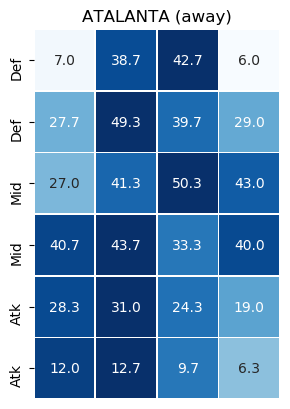 ATALANTA (away)
Def 7.0 38.7 42.7 6.0
Def 27.7 49.3 39.7 29.0
Mid 27.0 41.3 50.3 43.0
Mid 40.7 43.7 33.3 40.0
Atk 28.3 31.0 24.3 19.0
Atk 12.0 12.7 9.7 6.3